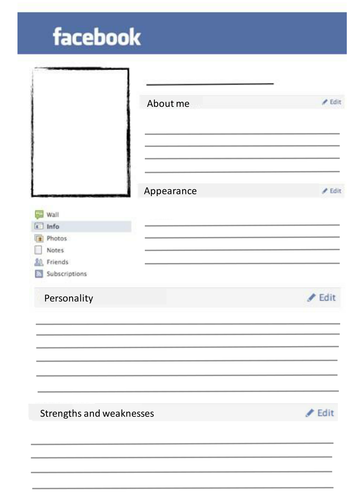 facebook
About me
Edit
Appearance
Edit
Wall
Info
Photos
Notes
Friends
Subscriptions
Personality
Edit
Strengths and weaknesses
Edit